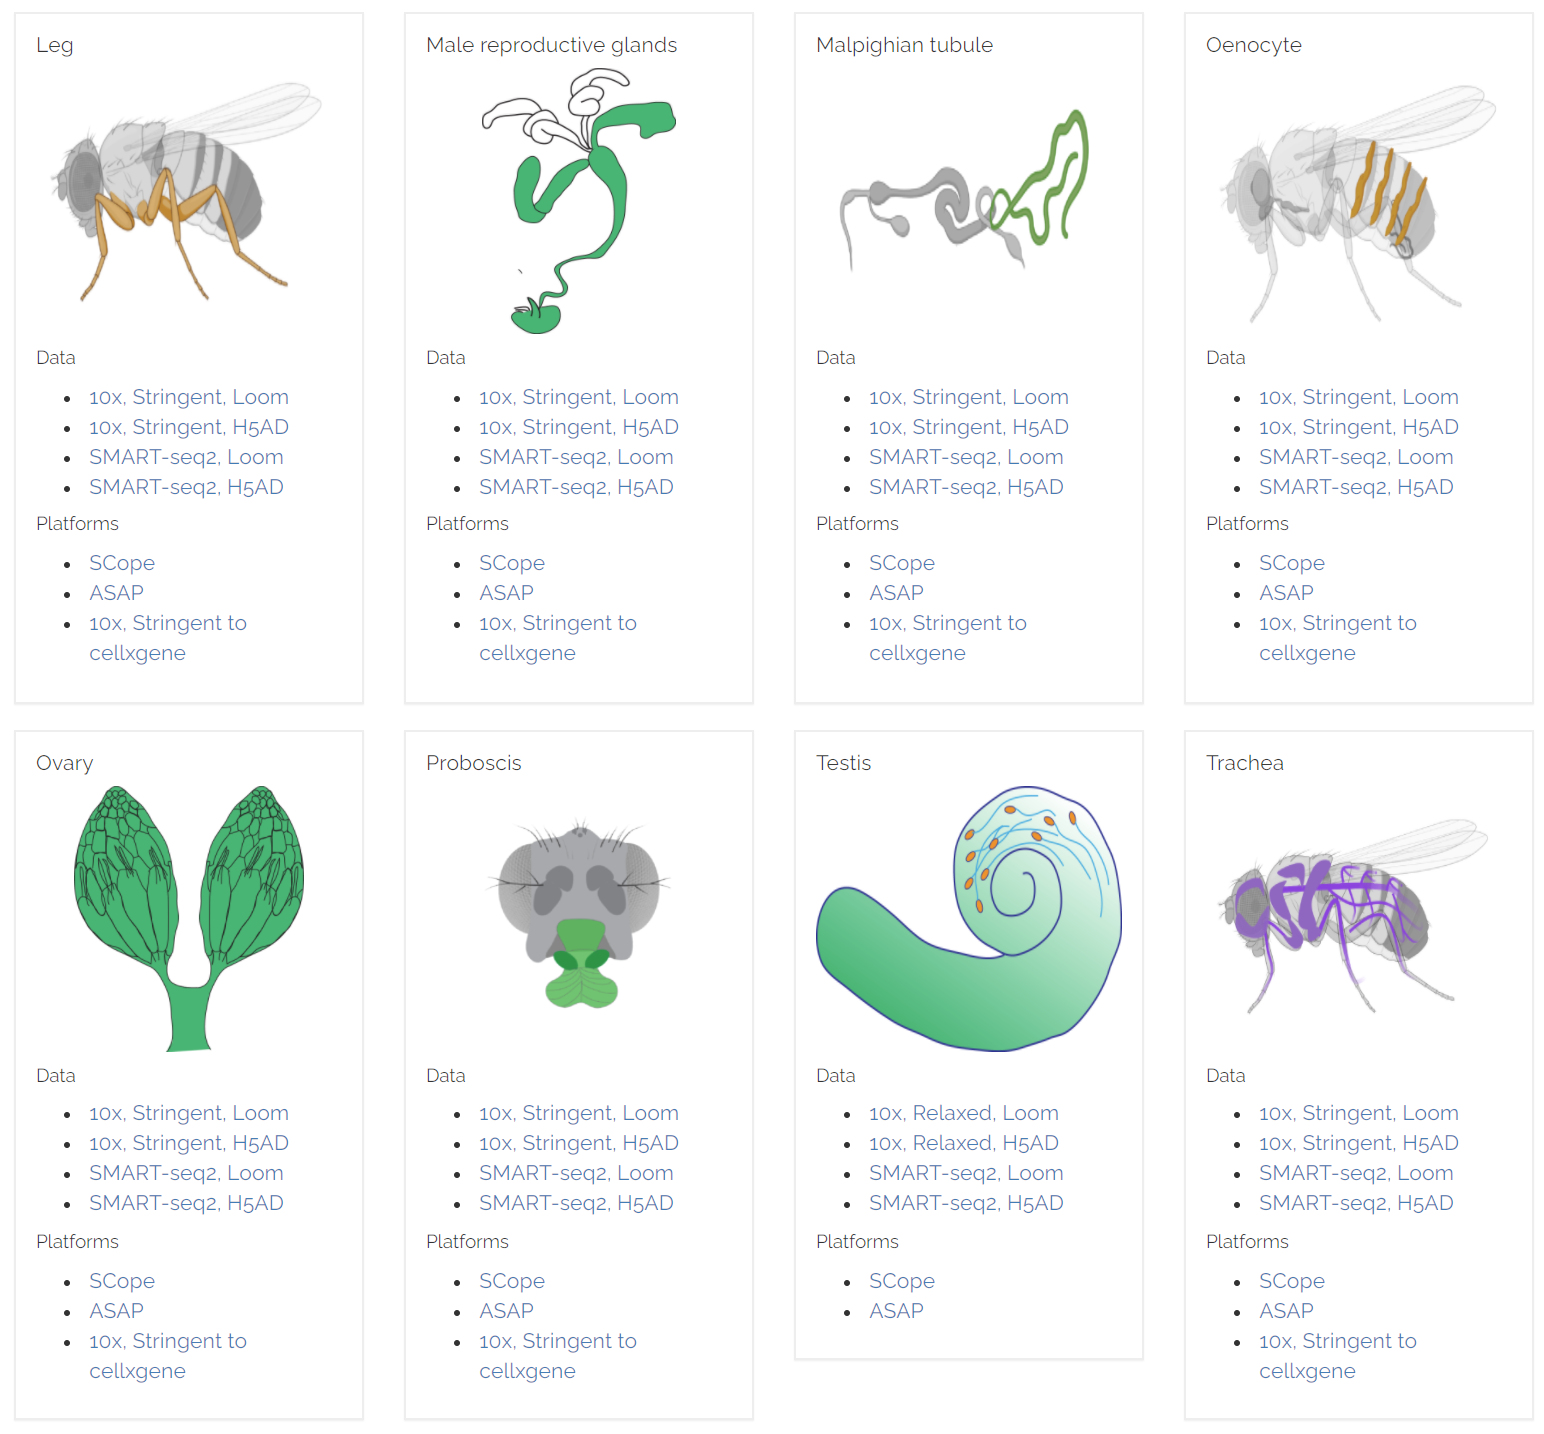 Leg
Data
10x, Stringent, Loom
10x, Stringent, H5AD
SMART-seq2, Loom
SMART-seq2, H5AD
Platforms
SCope
ASAP
10x, Stringent to
cellxgene
Male reproductive glands
Data
10x, Stringent, Loom
10x, Stringent, H5AD
SMART-seq2, Loom
SMART-seq2, H5AD
Platforms
SCope
ASAP
10x, Stringent to
cellxgene
Malpighian tubule
Data
10x, Stringent, Loom
10x, Stringent, H5AD
SMART-seq2, Loom
SMART-seq2, H5AD
Platforms
SCope
ASAP
10x, Stringent to
cellxgene
Oenocyte
Data
10x, Stringent, Loom
10x, Stringent, H5AD
SMART-seq2, Loom
SMART-seq2, H5AD
Platforms
SCope
ASAP
10x, Stringent to
cellxgene
Ovary
Data
10x, Stringent, Loom
10x, Stringent, H5AD
SMART-seq2, Loom
SMART-seq2, H5AD
Platforms
SCope
ASAP
10x, Stringent to
cellxgene
Proboscis
Data
10x, Stringent, Loom
10x, Stringent, H5AD
SMART-seq2, Loom
SMART-seq2, H5AD
Platforms
SCope
ASAP
10x, Stringent to
cellxgene
Testis
Data
10x, Relaxed, Loom
10x, Relaxed, H5AD
SMART-seq2, Loom
SMART-seq2, H5AD
Platforms
SCope
ASAP
Trachea
Data
10x, Stringent, Loom
10x, Stringent, H5AD
SMART-seq2, Loom
SMART-seq2, H5AD
Platforms
SCope
ASAP
10x, Stringent to
cellxgene